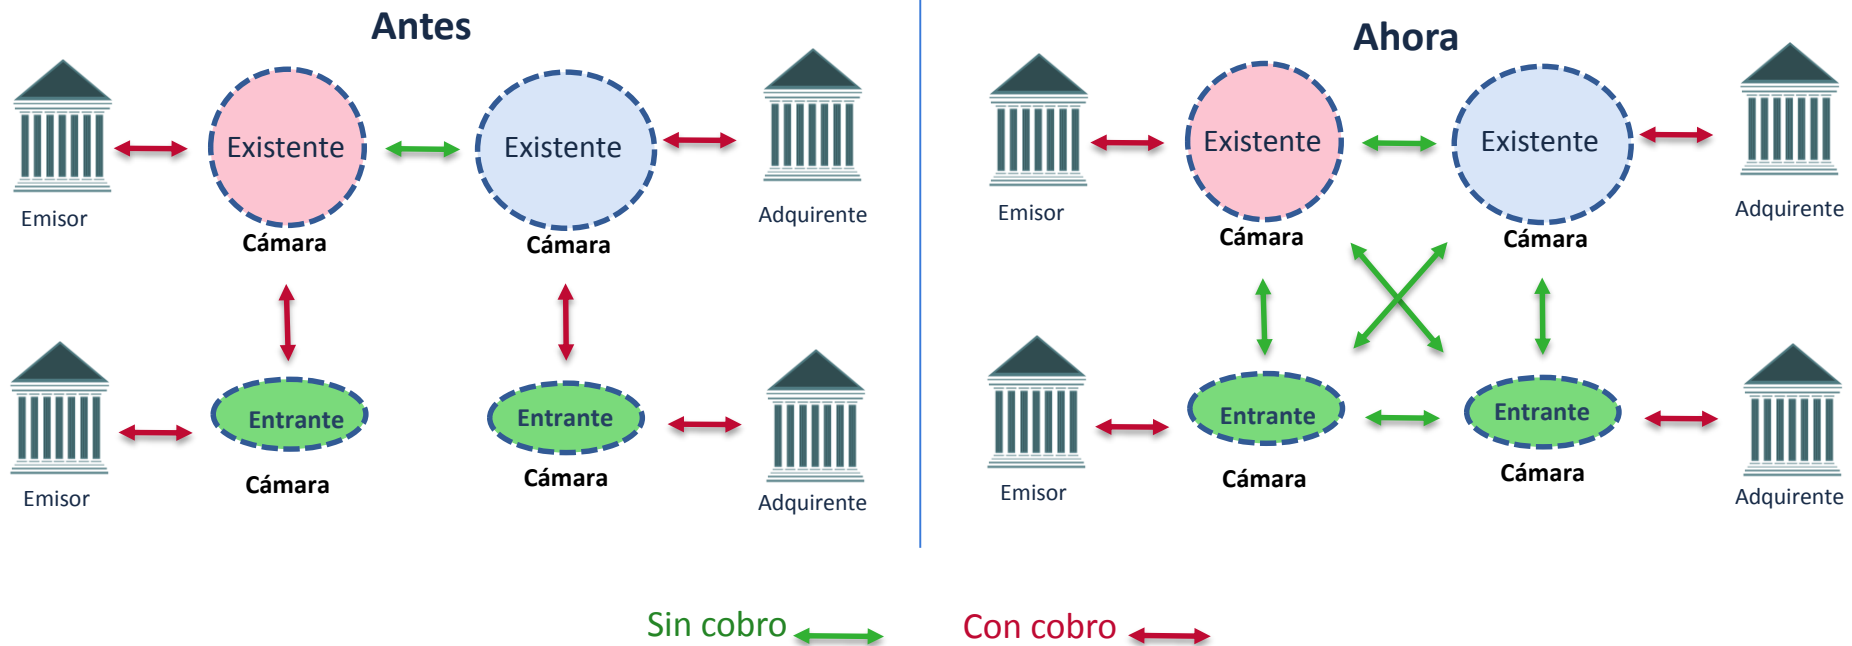 Antes
Existente
Existente
Emisor
Cámara
Cámara
Adquirente
Entrante
Entrante
Emisor
Cámara
Cámara
Adquirente
Ahora
Existente
Existente
Emisor
Cámara
Cámara
Adquirente
Entrante
Entrante
Emisor
Cámara
Cámara
Adquirente
Sin cobro
Con cobro